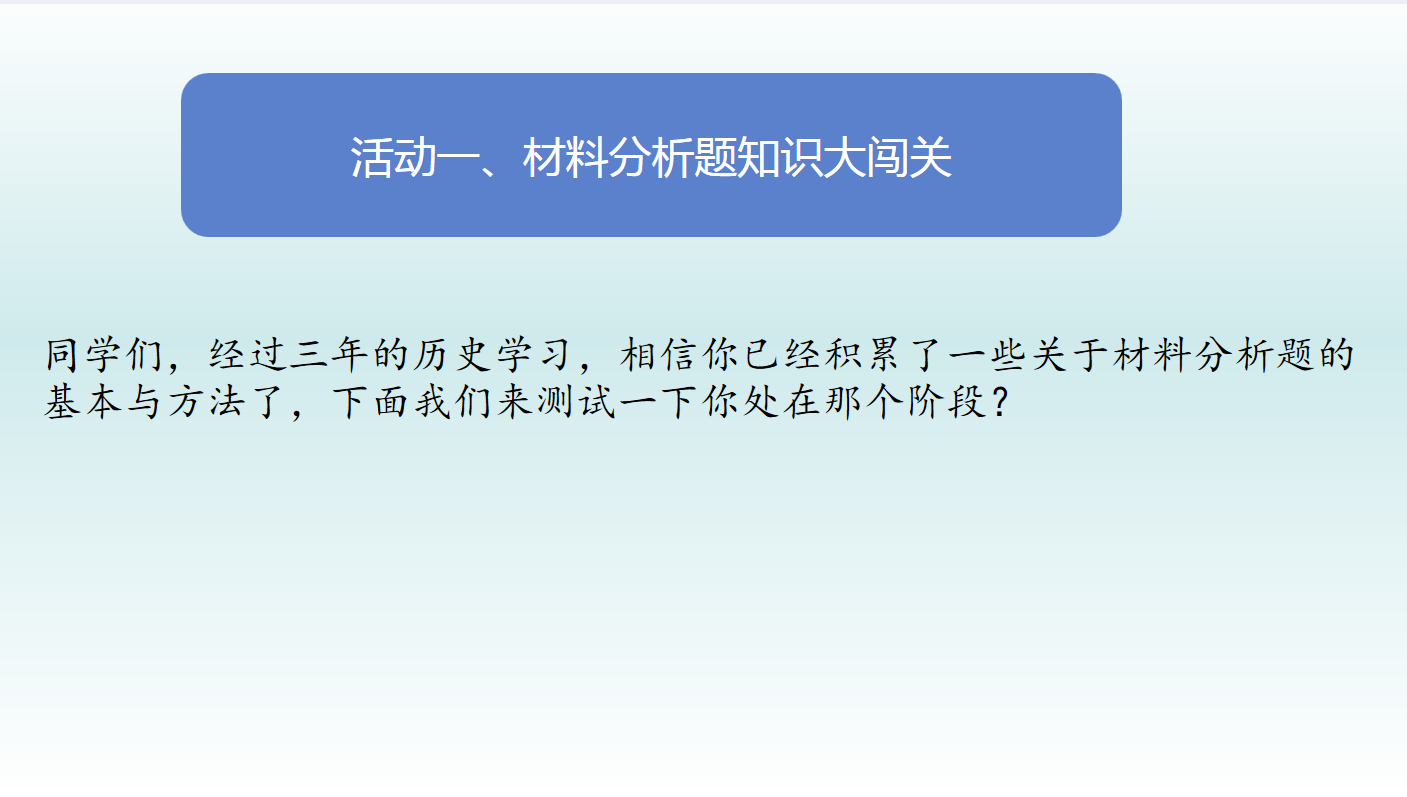 活动一、材料分析题知识大闯关
同学们，经过三年的历史学习，相信你已经积累了一些关于材料分析题的
基本与方法了，下面我们来测试一下你处在那个阶段？